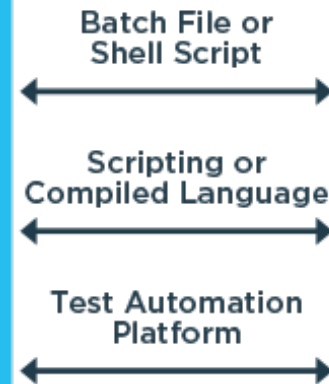 Batch File or
Shell Script
Scripting or
Compiled Language
Test Automation
Platform